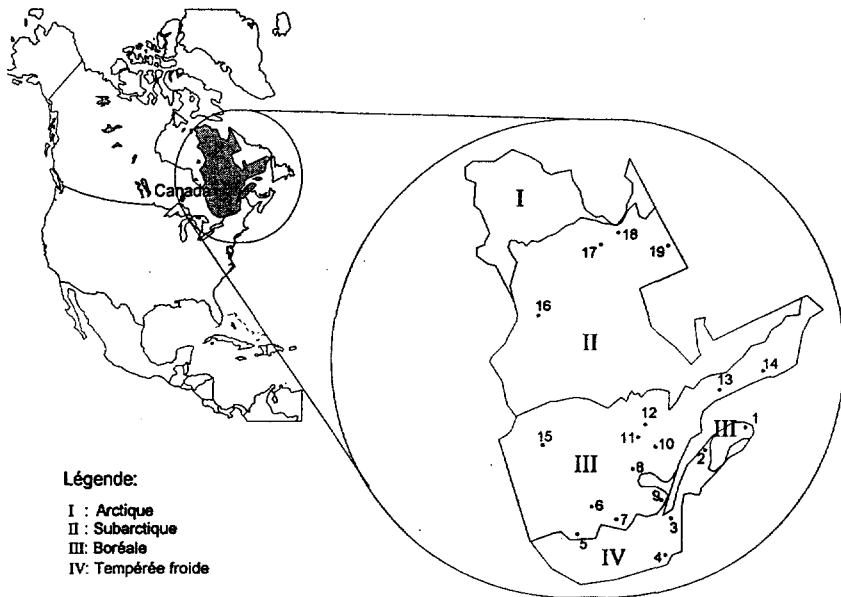 Canada
I
18
17
19
16
II
14
13
12
1
15
11
10
III
2
III
8
9
6
7
3
5
IV
4
Légende:
I : Arctique
II : Subarctique
III: Boréale
IV: Tempérée froide